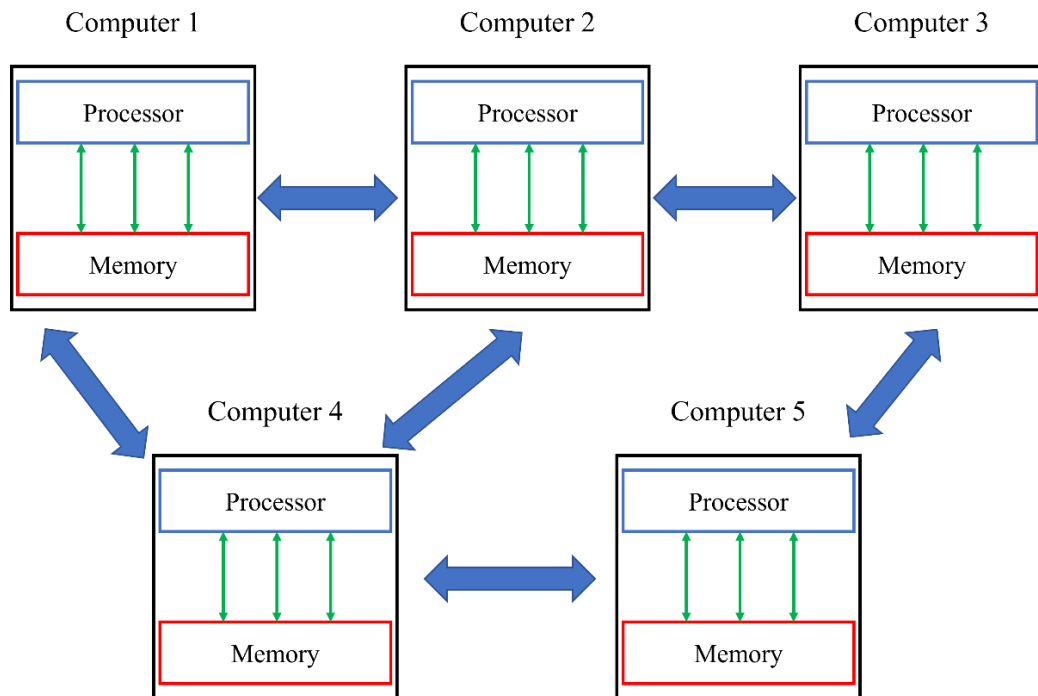 Computer 1
Computer 2
Computer 3
Processor
Processor
Processor
Memory
Memory
Memory
Computer 4
Computer 5
Processor
Processor
Memory
Memory